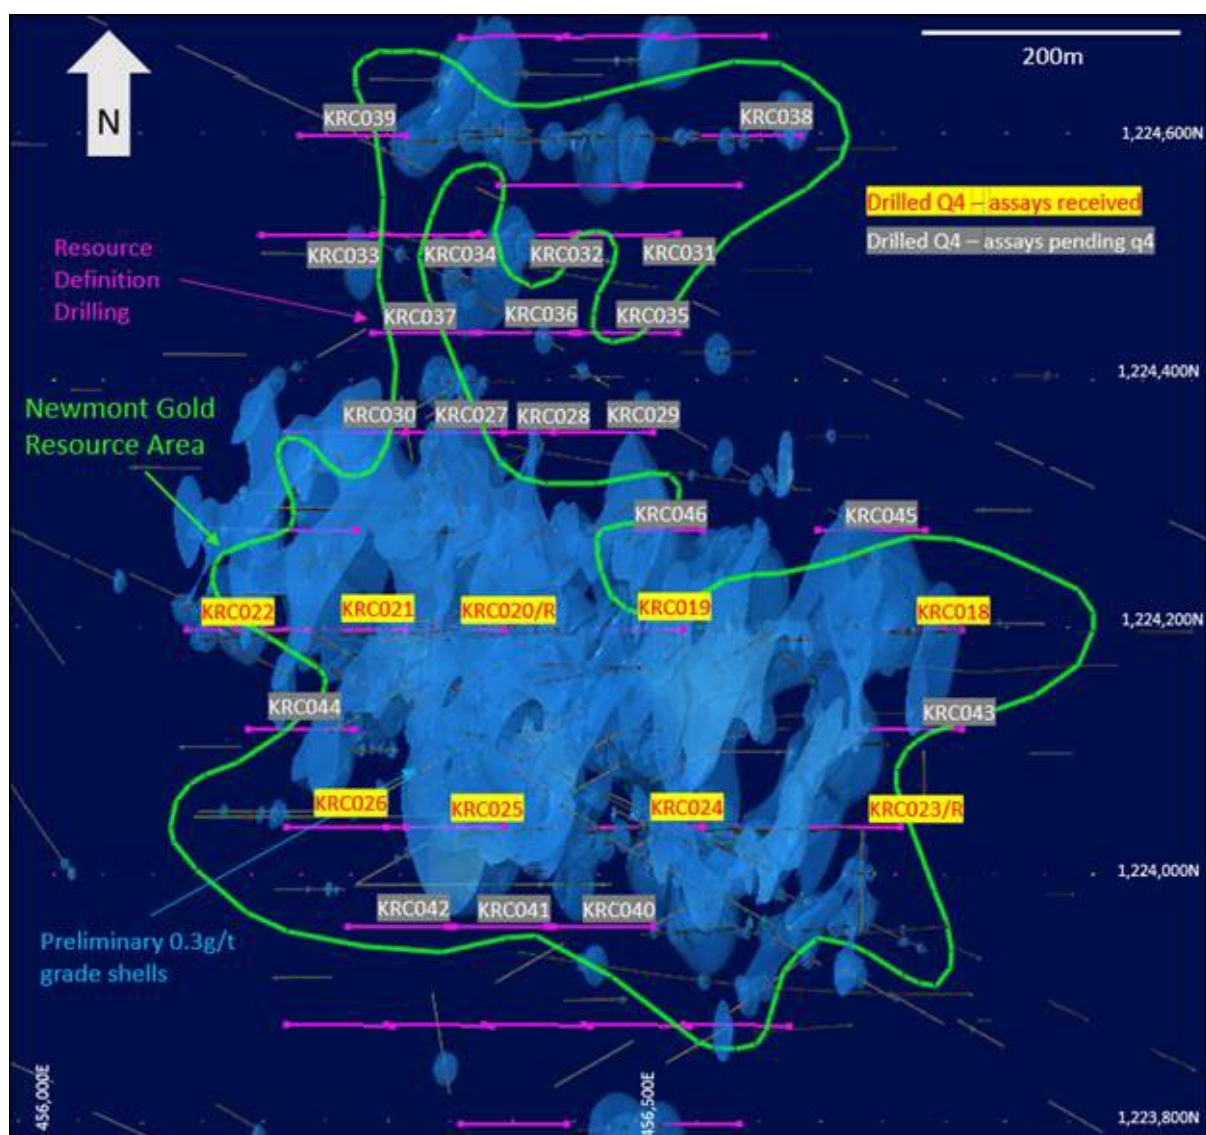 200m
N
KRC039
KRC038
1,224,600N
Drilled Q4 – assays received
Drilled Q4 – assays pending q4
Resource
Definition
Drilling
KRC033
KRC034
KRC032
KRC031
KRC037
KRC036
KRC035
1,224,400N
Newmont Gold
Resource Area
KRC030
KRC027
KRC028
KRC029
KRC046
KRC045
KRC022
KRC021
KRC020/R
KRC019
KRC018
1,224,200N
KRC044
KRC043
KRC026
KRC025
KRC024
KRC023/R
1,224,000N
KRC042
KRC041
KRC040
Preliminary 0.3g/t
grade shells
456,000E
456,500E
1,223,800N